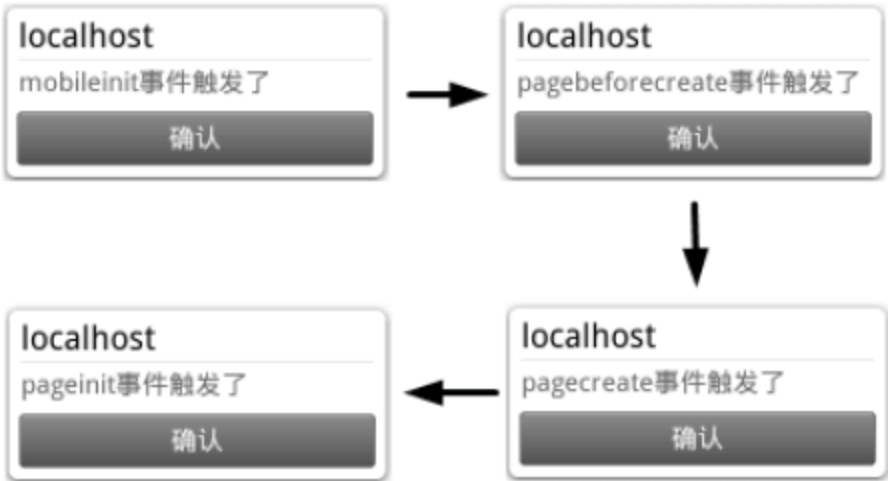 localhost
mobileinit事件触发了
确认
localhost
pagebeforecreate事件触发了
确认
localhost
pagecreate事件触发了
确认
localhost
pageinit事件触发了
确认